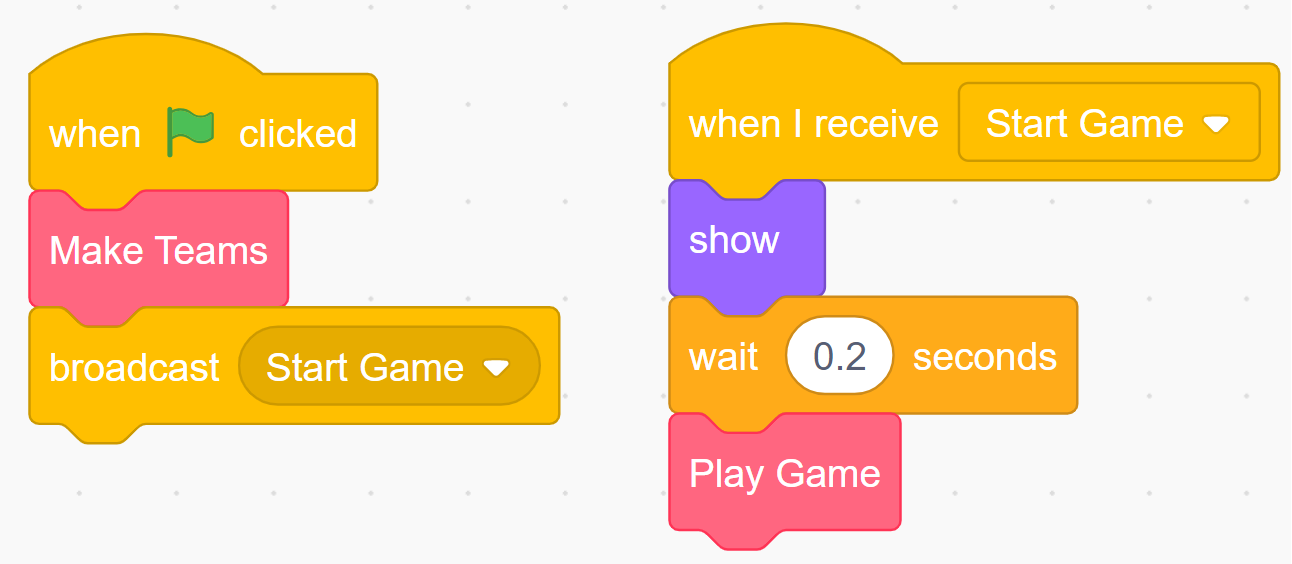 when clicked
Make Teams
broadcast Start Game
when I receive Start Game
show
wait 0.2 seconds
Play Game